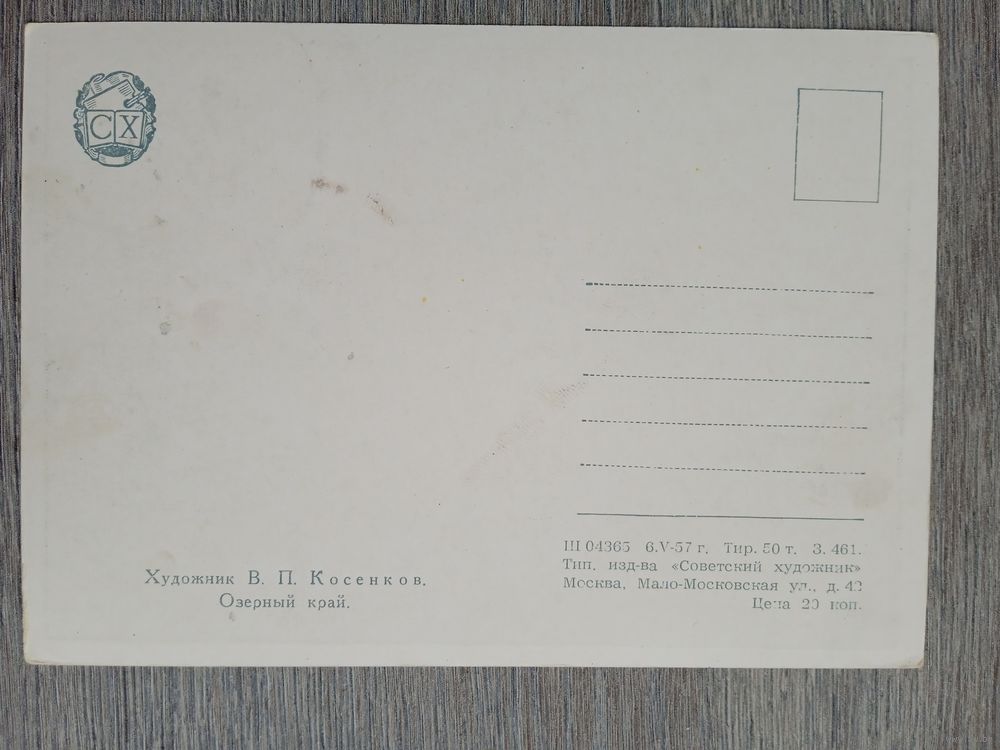 СХ
Художник В. П. Косенков.
Озерный край.
Ш 04365 6.V-57 г. Тир. 50 т. З. 461.
Тип. изд-ва «Советский художник»
Москва, Мало-Московская ул., д.
Цена 20 коп.